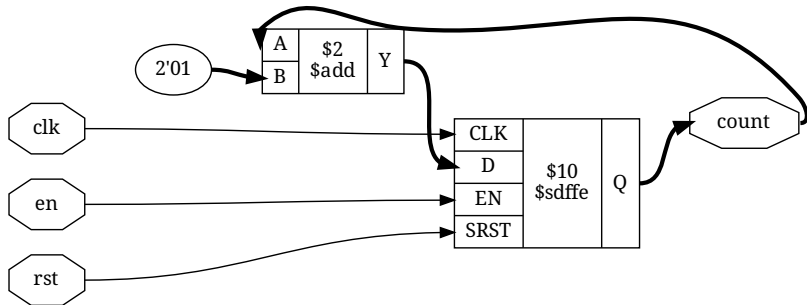 A
$2
$add
Y
B
2'01
clk
CLK
count
D
$10
$sdffe
Q
en
EN
SRST
rst